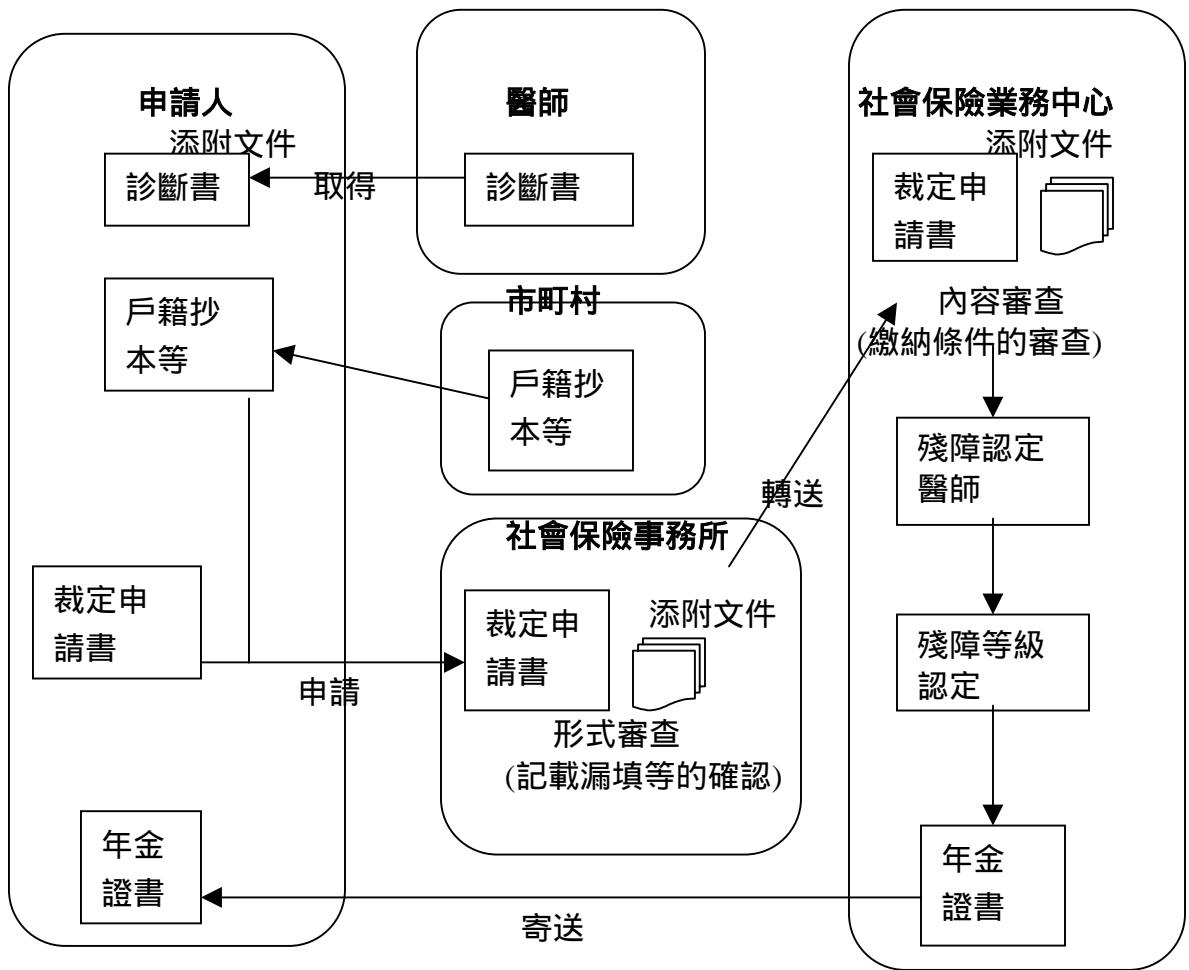 申請人
添附文件
診斷書
戶籍抄
本等
裁定申
請書
年金
證書
取得
申請
醫師
診斷書
市町村
戶籍抄
本等
社會保險事務所
裁定申
請書
添附文件
形式審查
(記載漏填等的確認)
轉送
寄送
社會保險業務中心
添附文件
裁定申
請書
內容審查
(繳納條件的審查)
殘障認定
醫師
殘障等級
認定
年金
證書